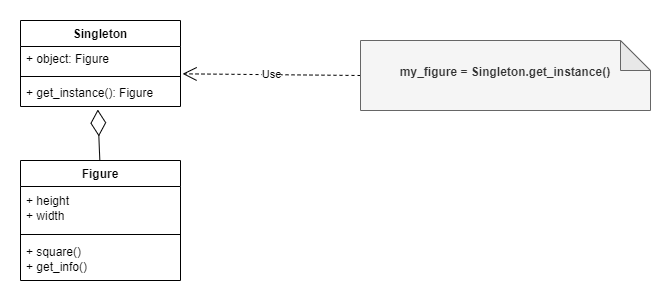 Singleton
+ object: Figure
+ get_instance(): Figure
Use
my_figure = Singleton.get_instance()
Figure
+ height
+ width
+ square()
+ get_info()